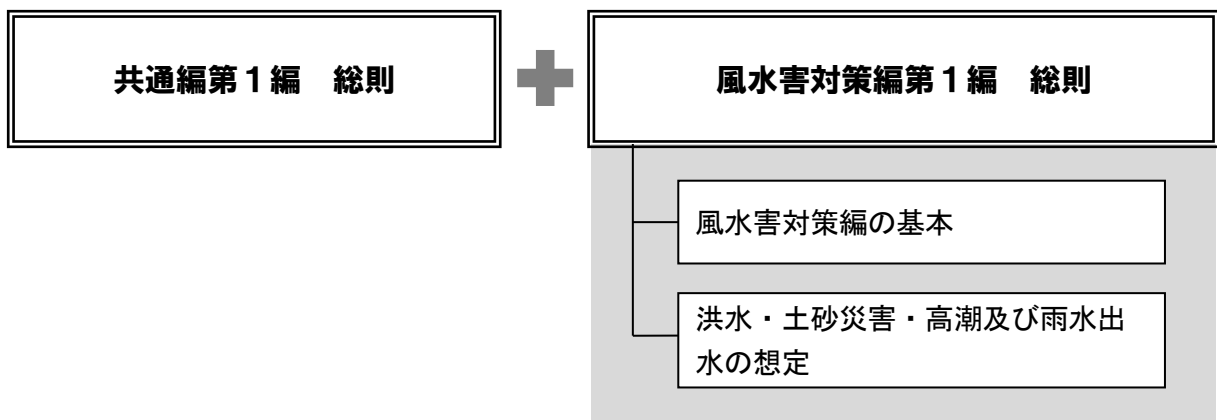 共通編第１編　総則
風水害対策編第１編　総則
風水害対策編の基本
洪水・土砂災害・高潮及び雨水出
水の想定